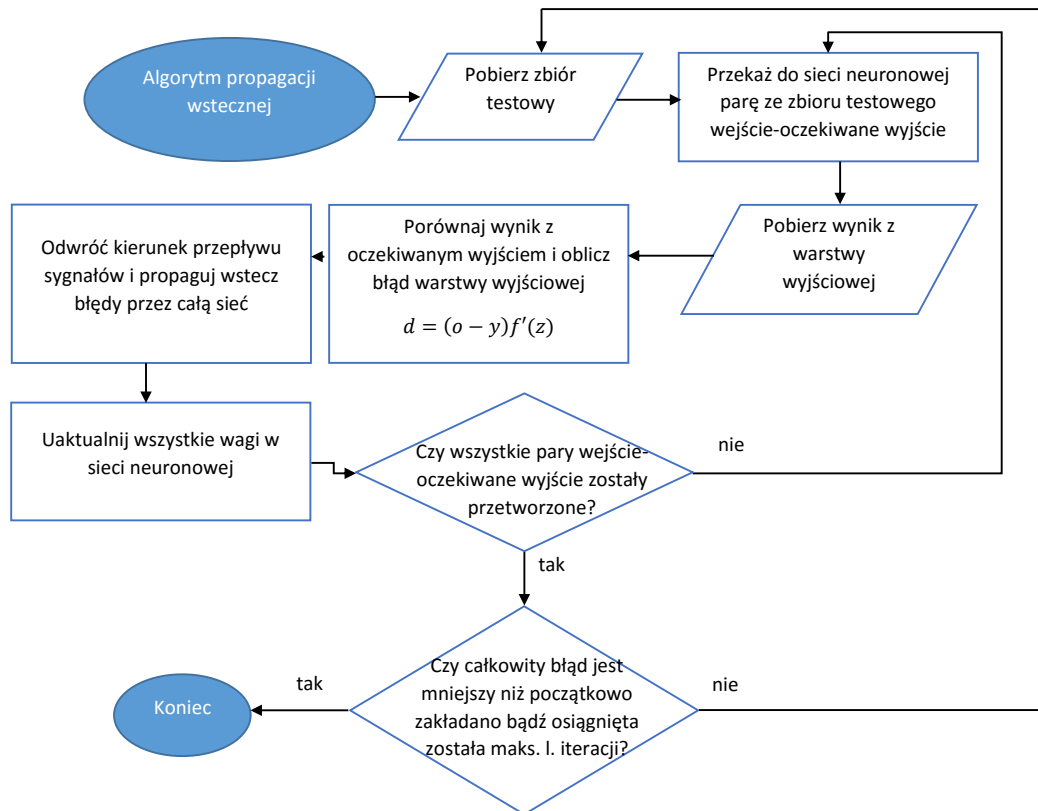 Algorytm propagacji
wstecznej
Pobierz zbiór
testowy
Przekaż do sieci neuronowej
parę ze zbioru testowego
wejście-oczekiwane wyjście
Pobierz wynik z
warstwy
wyjściowej
Porównaj wynik z
oczekiwanym wyjściem i oblicz
błąd warstwy wyjściowej
d = (o − y)f′(z)
Odwróć kierunek przepływu
sygnałów i propaguj wstecz
błędy przez całą sieć
Uaktualnij wszystkie wagi w
sieci neuronowej
Czy wszystkie pary wejście-
oczekiwane wyjście zostały
przetworzone?
nie
tak
Czy całkowity błąd jest
mniejszy niż początkowo
zakładano bądź osiągnięta
została maks. l. iteracji?
nie
tak
Koniec